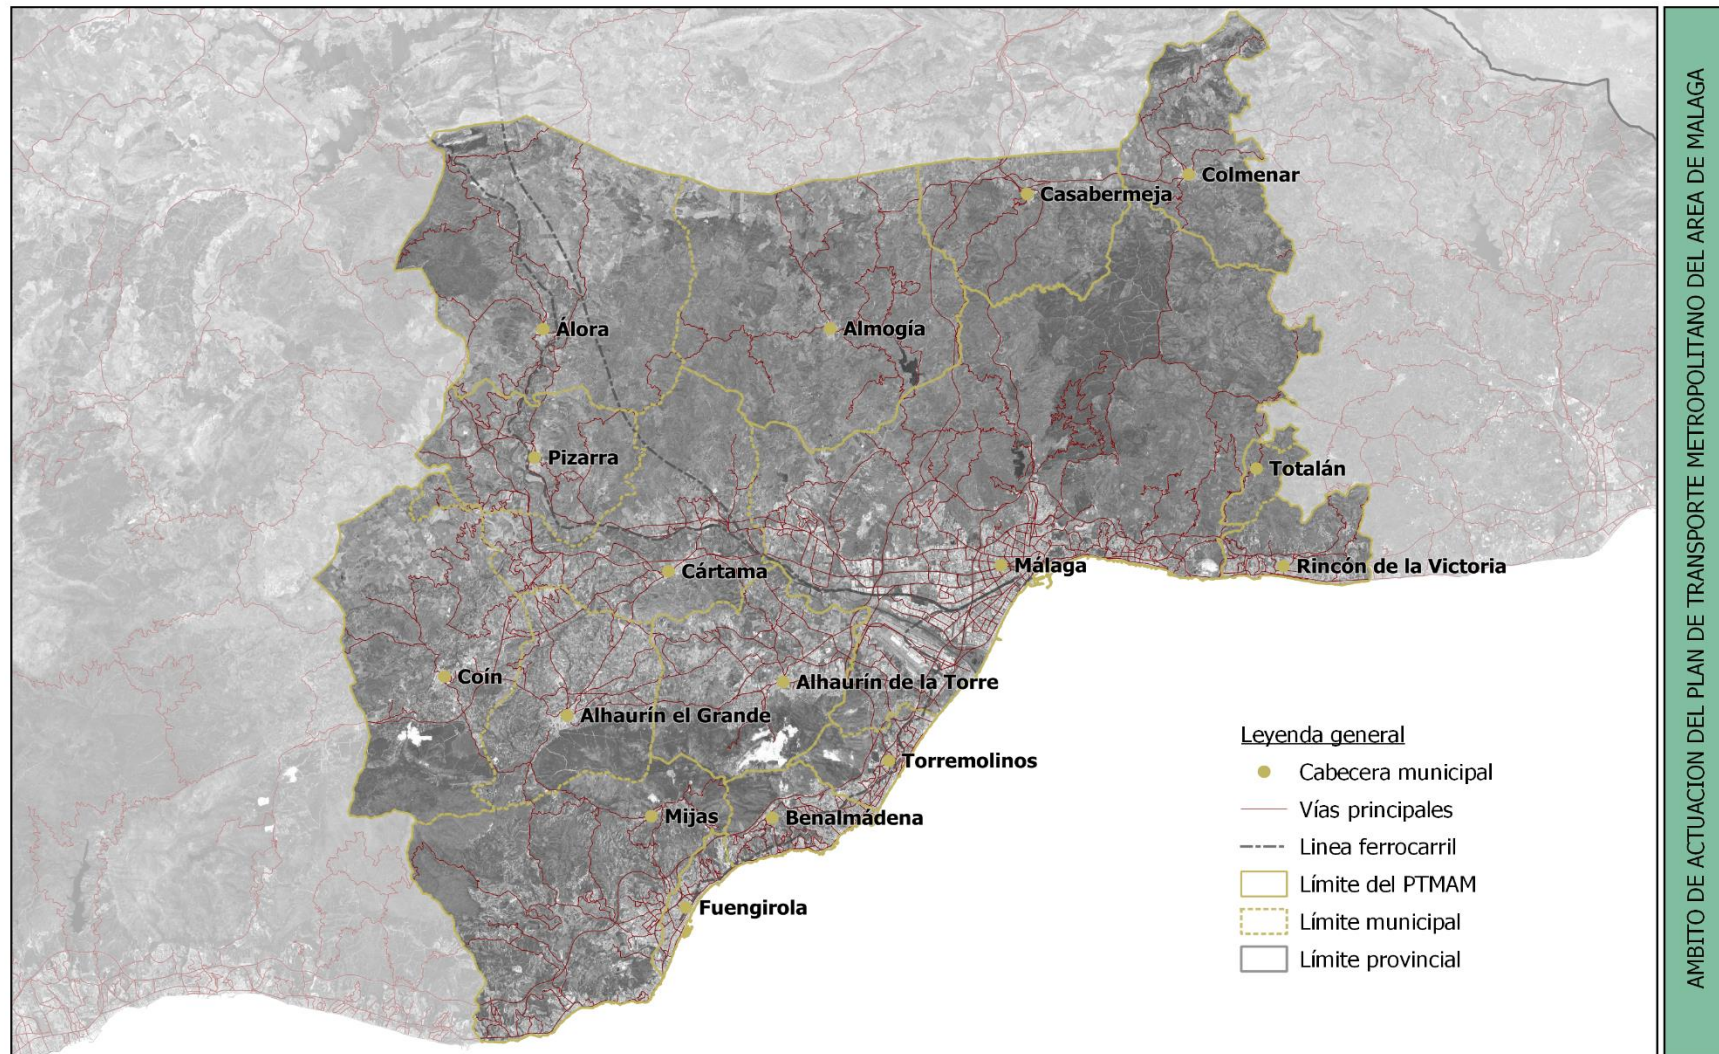 Colmenar
Casabermeja
Álora
Almogía
Pizarra
Totalán
Cártama
Málaga
Rincón de la Victoria
Coín
Alhaurín de la Torre
Alhaurín el Grande
Torremolinos
Mijas
Benalmádena
Fuengirola
Leyenda general
Cabecera municipal
Vías principales
Linea ferrocarril
Límite del PTMAM
Límite municipal
Límite provincial
AMBITO DE ACTUACION DEL PLAN DE TRANSPORTE METROPOLITANO DEL AREA DE MALAGA